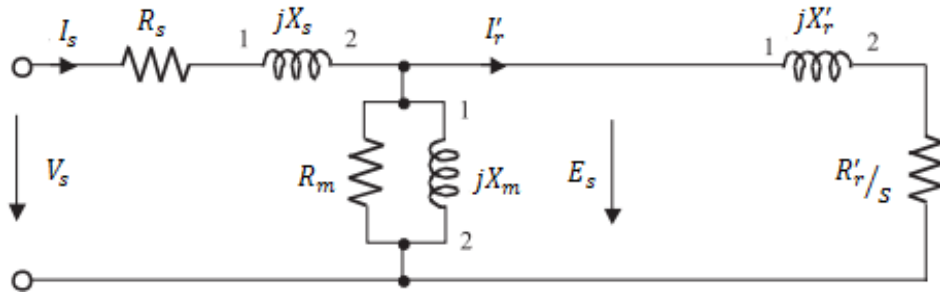 I_s R_s jX_s I'_r jX'_r
1 2 1 2
V_s R_m 1 jX_m E_s R'_r/s
2